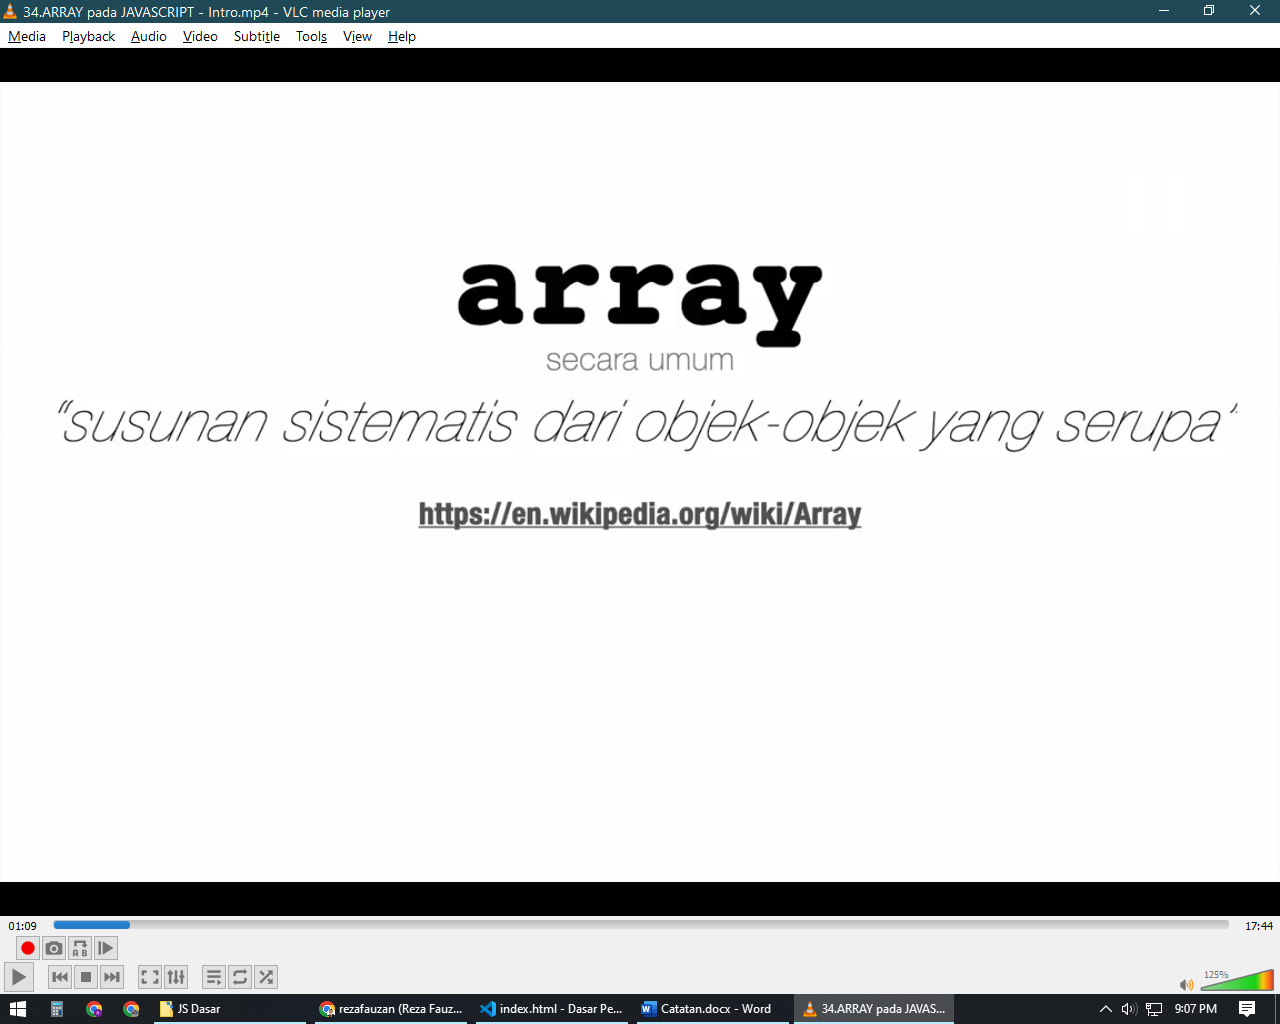 34.ARRAY pada JAVASCRIPT - Intro.mp4 - VLC media player
Media Playback Audio Video Subtitle Tools View Help
array
secara umum
“susunan sistematis dari objek-objek yang serupa”
https://en.wikipedia.org/wiki/Array
01:09 17:44
A B
125%
JS Dasar rezafauzan (Reza Fauz... index.html - Dasar Pe... Catatan.docx - Word 34.ARRAY pada JAVAS... 9:07 PM